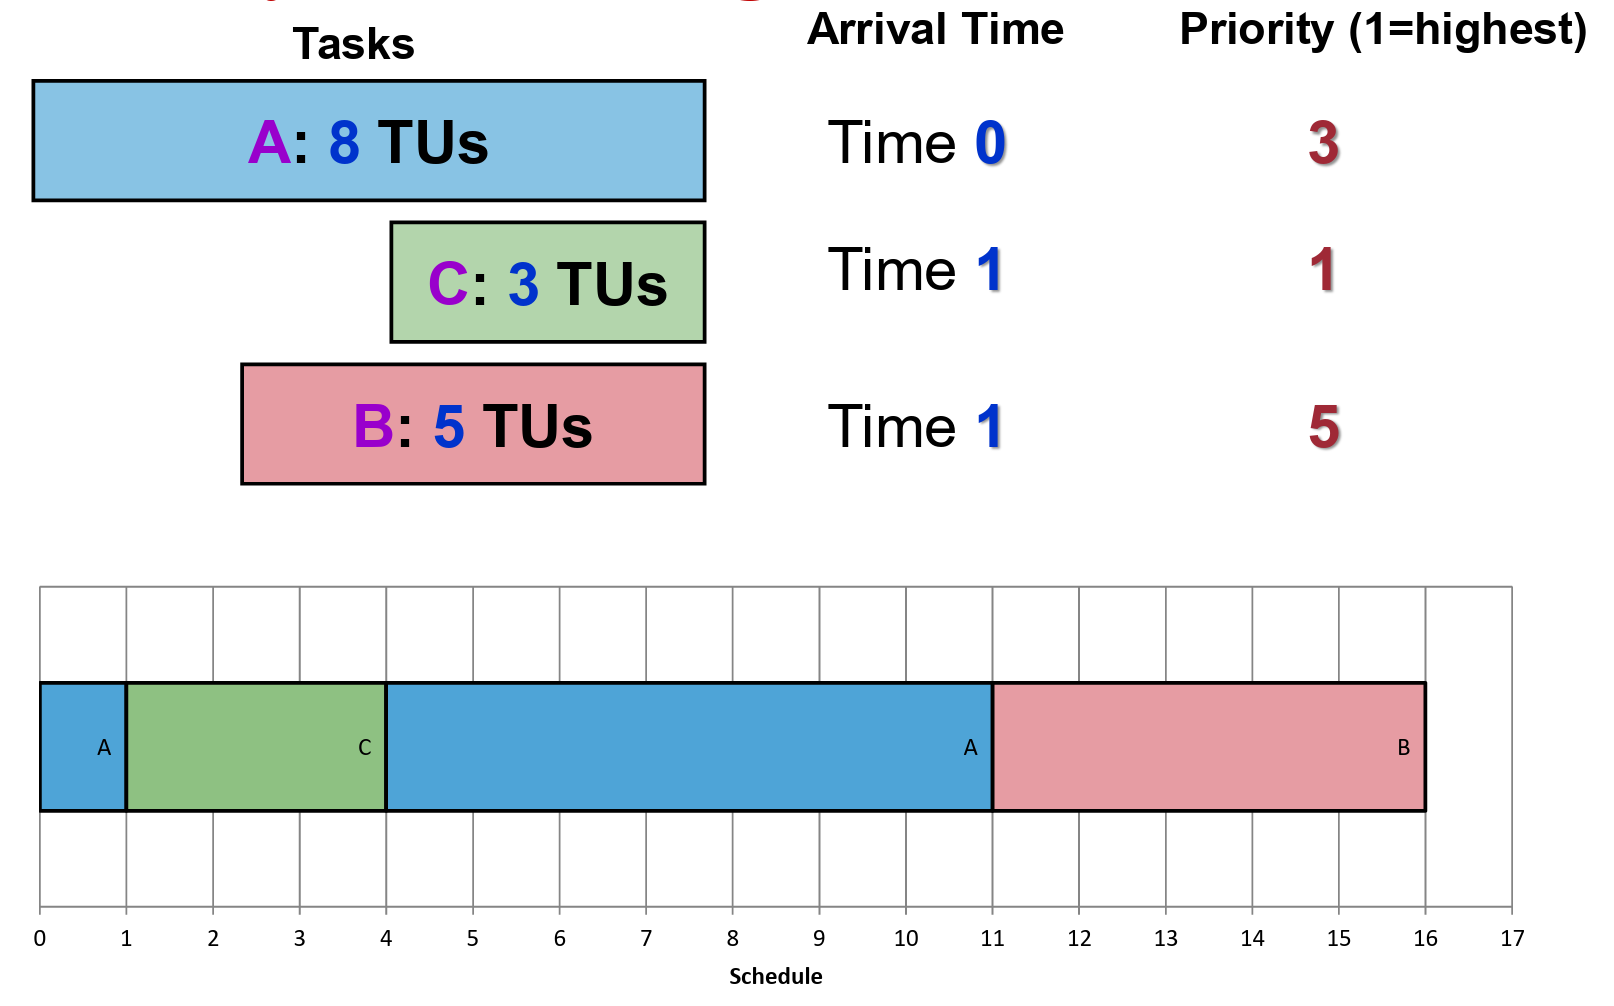 Tasks Arrival Time Priority (1=highest)
A: 8 TUs Time 0 3
C: 3 TUs Time 1 1
B: 5 TUs Time 1 5
A C A B
0 1 2 3 4 5 6 7 8 9 10 11 12 13 14 15 16 17
Schedule